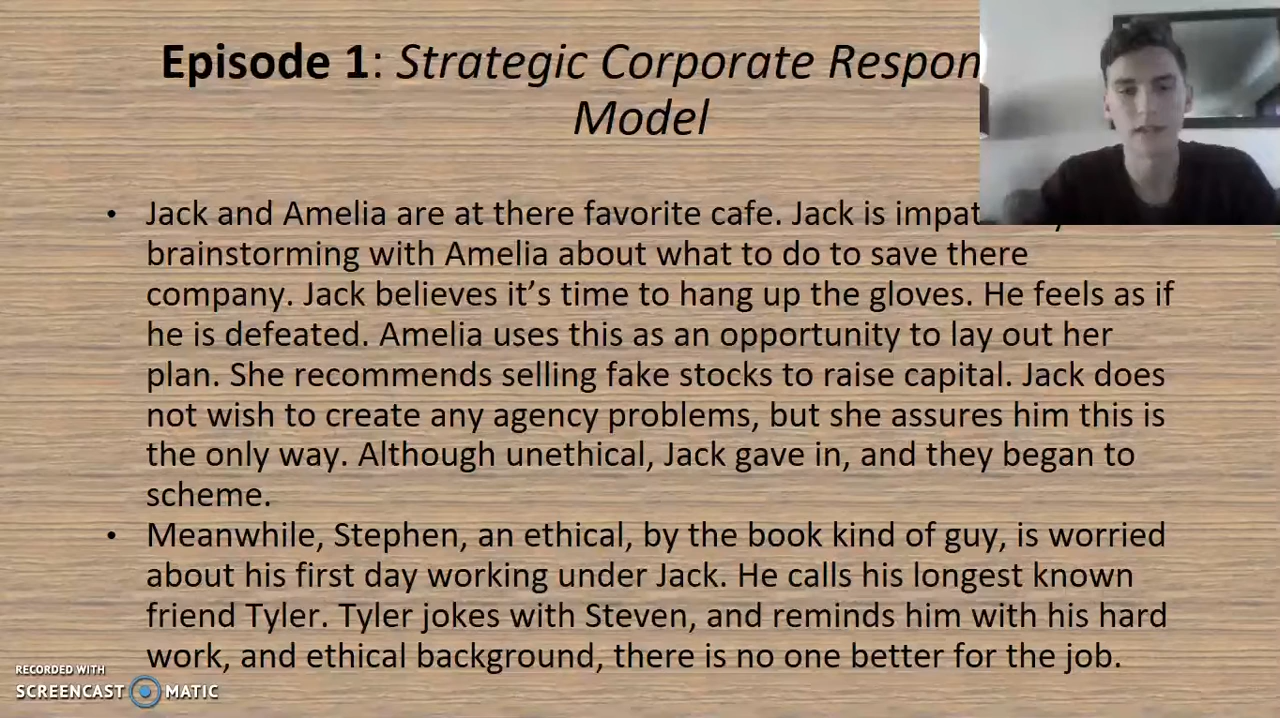 Episode 1: Strategic Corporate Respon
Model
• Jack and Amelia are at there favorite cafe. Jack is
brainstorming with Amelia about what to do to save there
company. Jack believes it’s time to hang up the gloves. He feels as if
he is defeated. Amelia uses this as an opportunity to lay out her
plan. She recommends selling fake stocks to raise capital. Jack does
not wish to create any agency problems, but she assures him this is
the only way. Although unethical, Jack gave in, and they began to
scheme.
• Meanwhile, Stephen, an ethical, by the book kind of guy, is worried
about his first day working under Jack. He calls his longest known
friend Tyler. Tyler jokes with Steven, and reminds him with his hard
work, and ethical background, there is no one better for the job.
RECORDED WITH
SCREENCAST MATIC